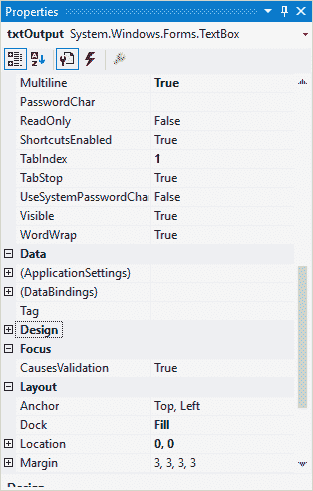 Properties
txtOutput System.Windows.Forms.TextBox
Multiline True
PasswordChar
ReadOnly False
ShortcutsEnabled True
TabIndex 1
TabStop True
UseSystemPasswordChar False
Visible True
WordWrap True
Data
(ApplicationSettings)
(DataBindings)
Tag
Design
Focus
CausesValidation True
Layout
Anchor Top, Left
Dock Fill
Location 0, 0
Margin 3, 3, 3, 3